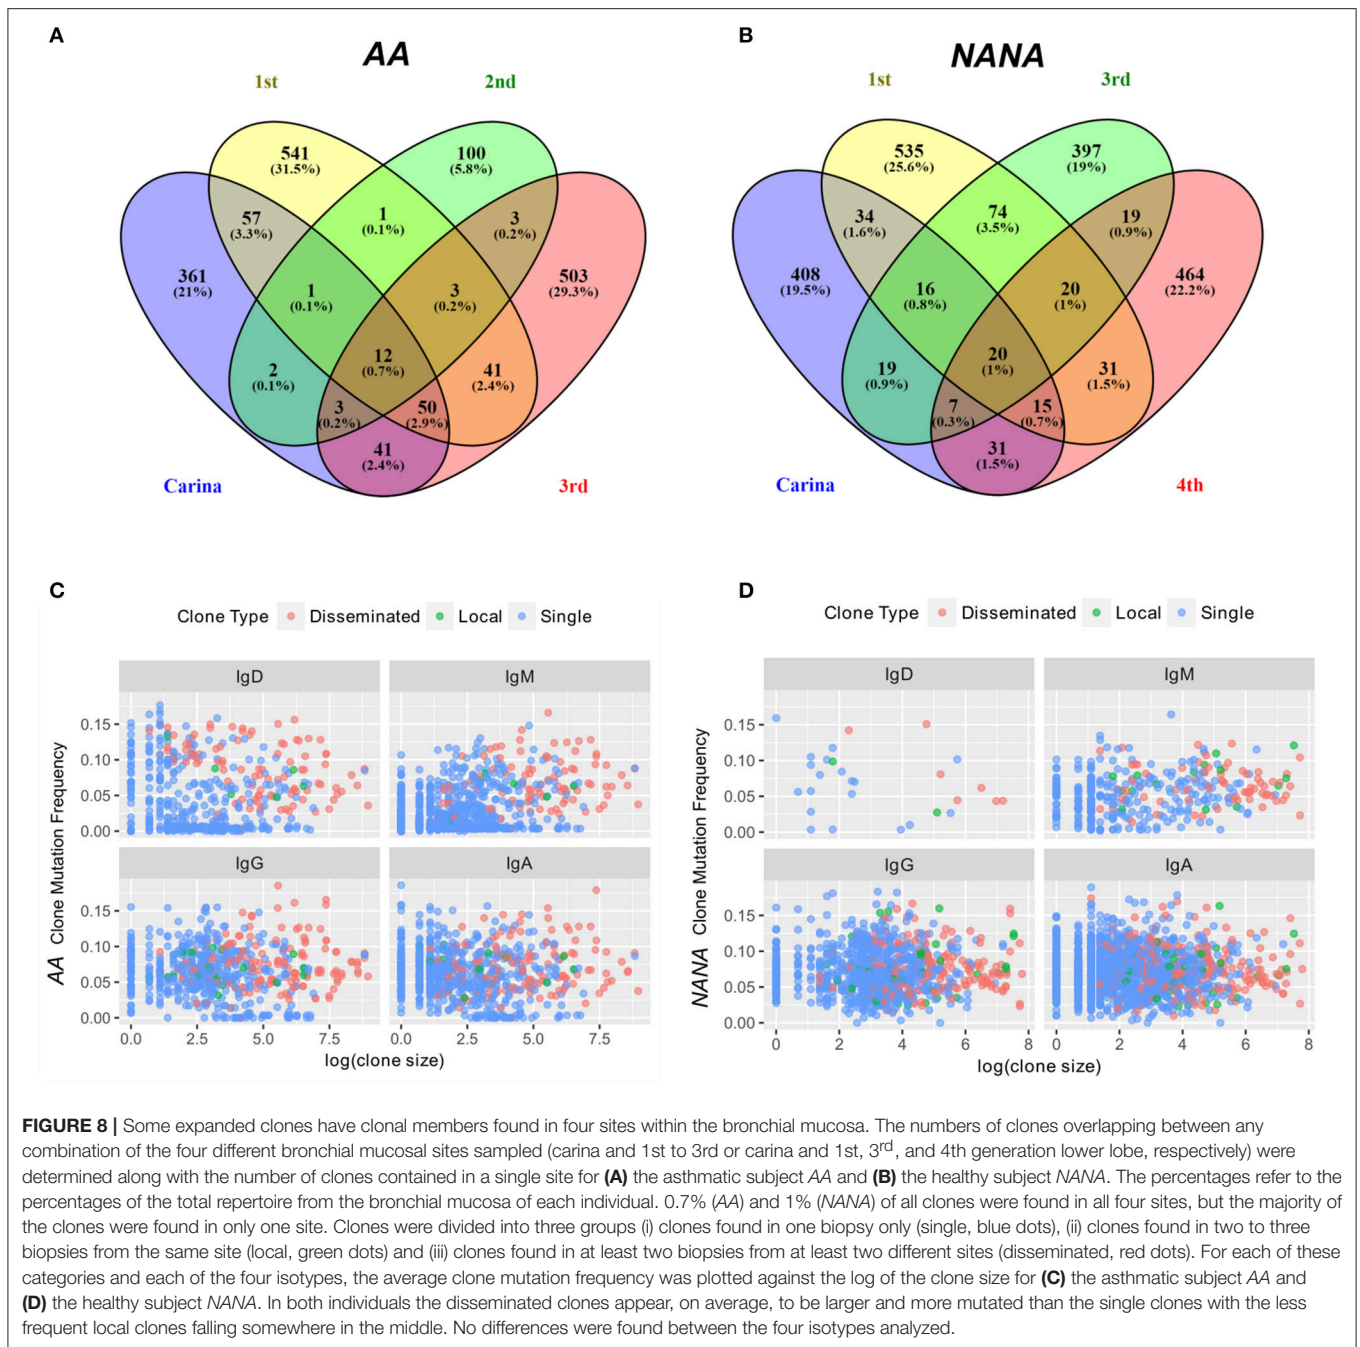 A
AA
1st
2nd
541
(31.5%)
100
(5.8%)
57
(3.3%)
1
(0.1%)
3
(0.2%)
361
(21%)
1
(0.1%)
3
(0.2%)
503
(29.3%)
12
(0.7%)
2
(0.1%)
41
(2.4%)
3
(0.2%)
50
(2.9%)
41
(2.4%)
Carina
3rd
B
NANA
1st
3rd
535
(25.6%)
397
(19%)
34
(1.6%)
74
(3.5%)
19
(0.9%)
408
(19.5%)
16
(0.8%)
20
(1%)
464
(22.2%)
20
(1%)
19
(0.9%)
31
(1.5%)
7
(0.3%)
15
(0.7%)
31
(1.5%)
Carina
4th
C
Clone Type Disseminated Local Single
IgD IgM
0.15
0.10
0.05
0.00
IgG IgA
0.15
0.10
0.05
0.00
0.0 2.5 5.0 7.5 0.0 2.5 5.0 7.5
log(clone size)
AA Clone Mutation Frequency
D
Clone Type Disseminated Local Single
IgD IgM
0.15
0.10
0.05
0.00
IgG IgA
0.15
0.10
0.05
0.00
0 2 4 6 8 0 2 4 6 8
log(clone size)
NANA Clone Mutation Frequency
FIGURE 8 | Some expanded clones have clonal members found in four sites within the bronchial mucosa. The numbers of clones overlapping between any
combination of the four different bronchial mucosal sites sampled (carina and 1st to 3rd or carina and 1st, 3rd, and 4th generation lower lobe, respectively) were
determined along with the number of clones contained in a single site for (A) the asthmatic subject AA and (B) the healthy subject NANA. The percentages refer to the
percentages of the total repertoire from the bronchial mucosa of each individual. 0.7% (AA) and 1% (NANA) of all clones were found in all four sites, but the majority of
the clones were found in only one site. Clones were divided into three groups (i) clones found in one biopsy only (single, blue dots), (ii) clones found in two to three
biopsies from the same site (local, green dots) and (iii) clones found in at least two biopsies from at least two different sites (disseminated, red dots). For each of these
categories and each of the four isotypes, the average clone mutation frequency was plotted against the log of the clone size for (C) the asthmatic subject AA and
(D) the healthy subject NANA. In both individuals the disseminated clones appear, on average, to be larger and more mutated than the single clones with the less
frequent local clones falling somewhere in the middle. No differences were found between the four isotypes analyzed.